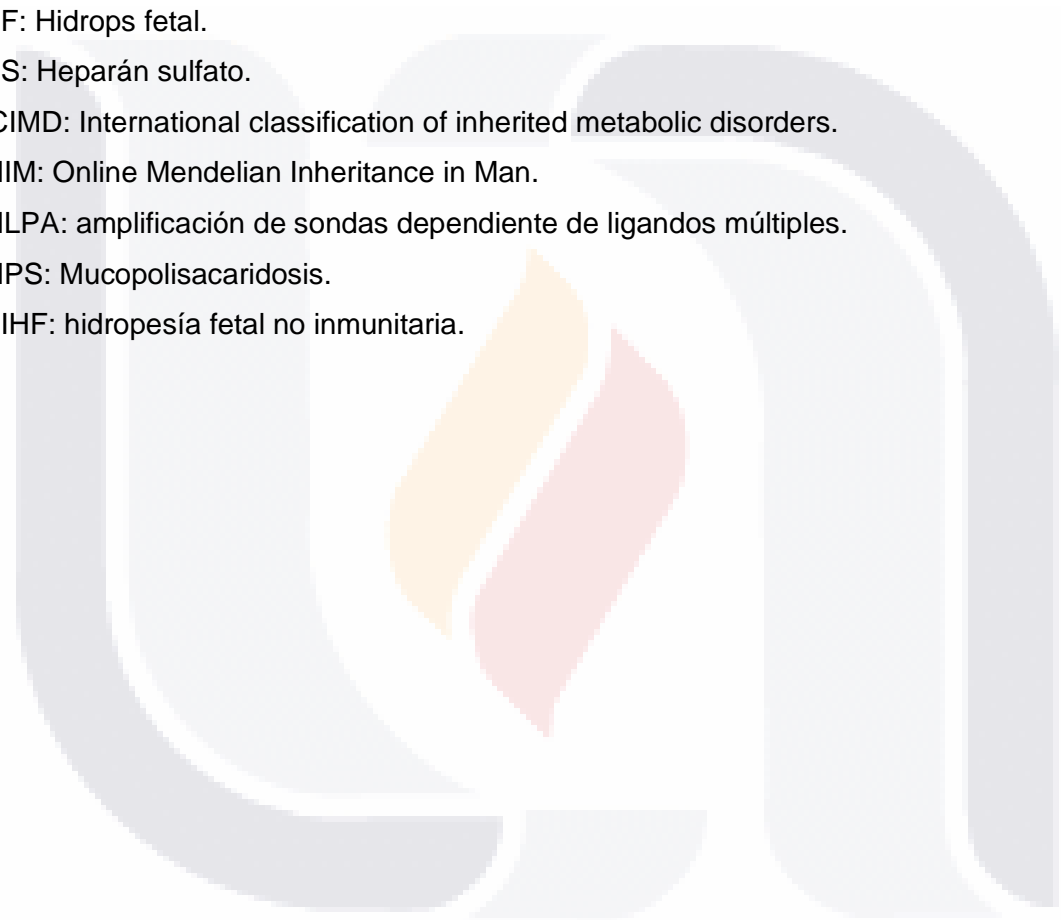 F: Hidrops fetal.
S: Heparán sulfato.
CIMD: International classification of inherited metabolic disorders.
IIM: Online Mendelian Inheritance in Man.
ILPA: amplificación de sondas dependiente de ligandos múltiples.
IPS: Mucopolisacaridosis.
IHF: hidropesía fetal no inmunitaria.